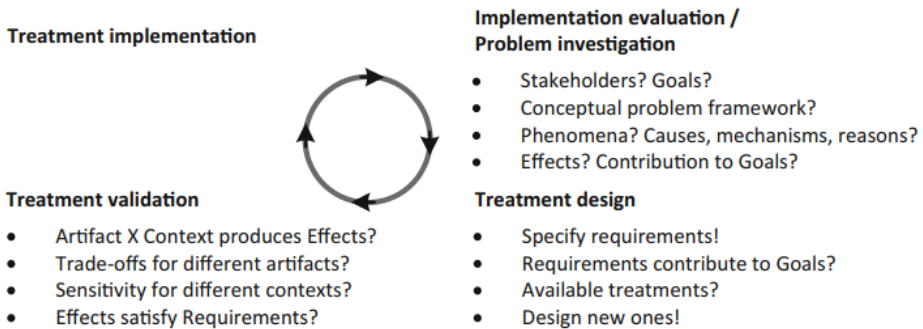 Treatment implementation
Implementation evaluation /
Problem investigation
• Stakeholders? Goals?
• Conceptual problem framework?
• Phenomena? Causes, mechanisms, reasons?
• Effects? Contribution to Goals?
Treatment validation
• Artifact X Context produces Effects?
• Trade-offs for different artifacts?
• Sensitivity for different contexts?
• Effects satisfy Requirements?
Treatment design
• Specify requirements!
• Requirements contribute to Goals?
• Available treatments?
• Design new ones!